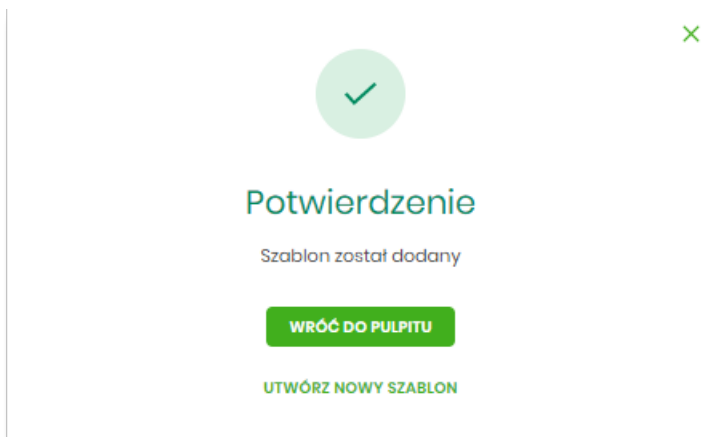 Potwierdzenie
Szablon został dodany
WRÓĆ DO PULPITU
UTWÓRZ NOWY SZABLON